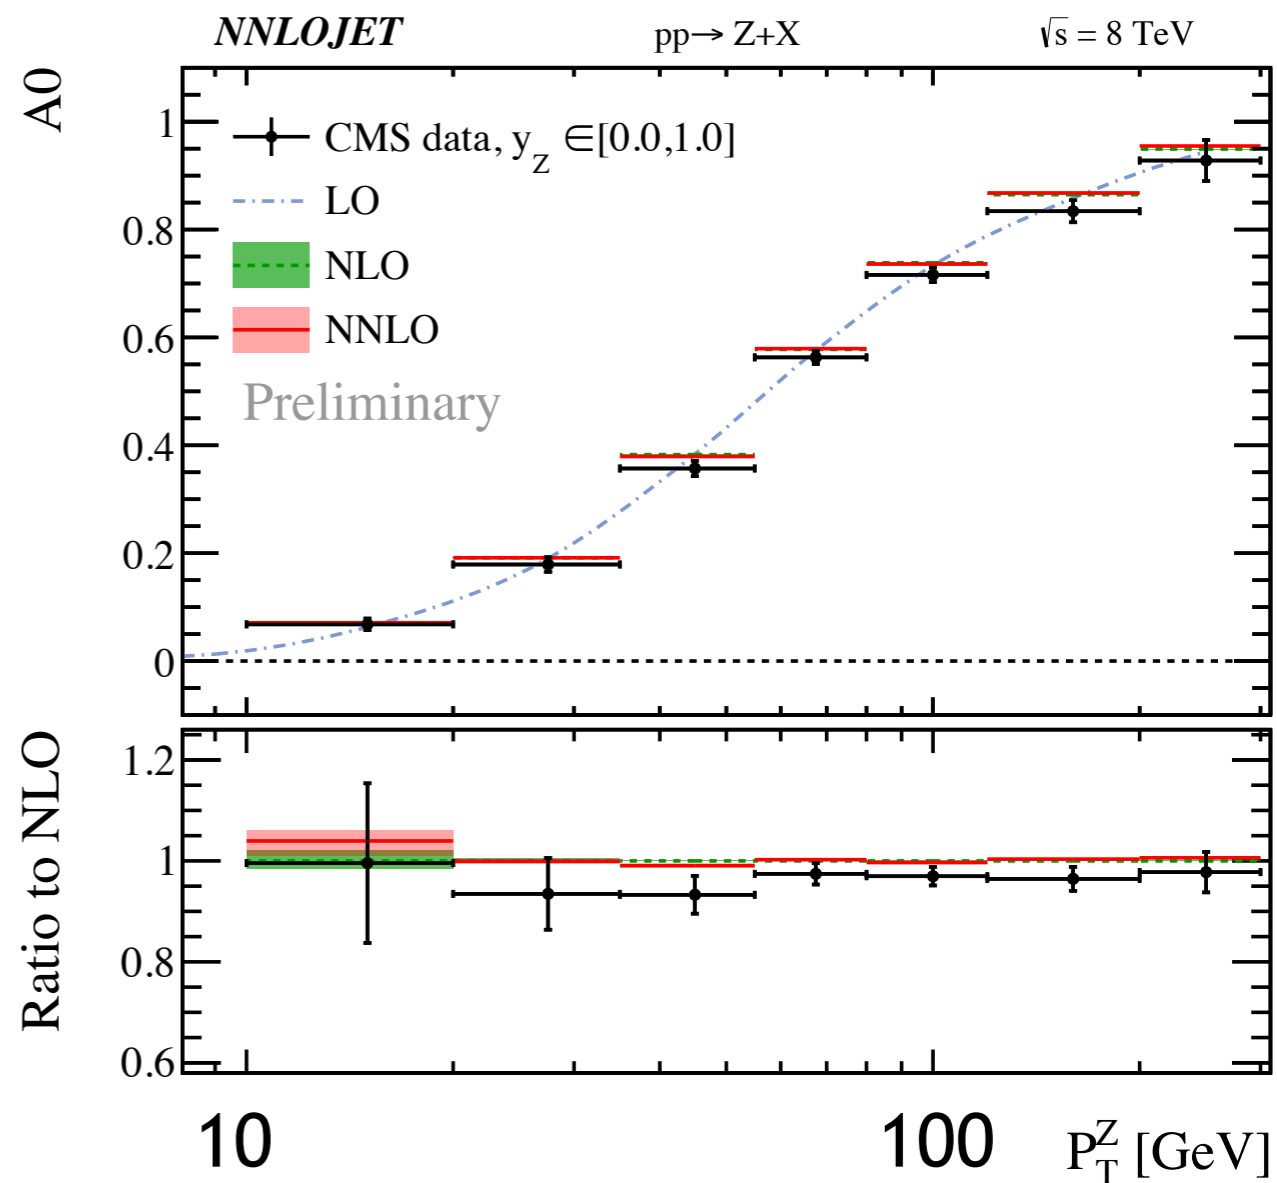 NNLOJET pp→ Z+X √s = 8 TeV
A0
1
CMS data, y_Z ∈[0.0,1.0]
LO
0.8
NLO
NNLO
0.6
Preliminary
0.4
0.2
0
Ratio to NLO
1.2
1
0.8
0.6
10 100 P_T^Z [GeV]